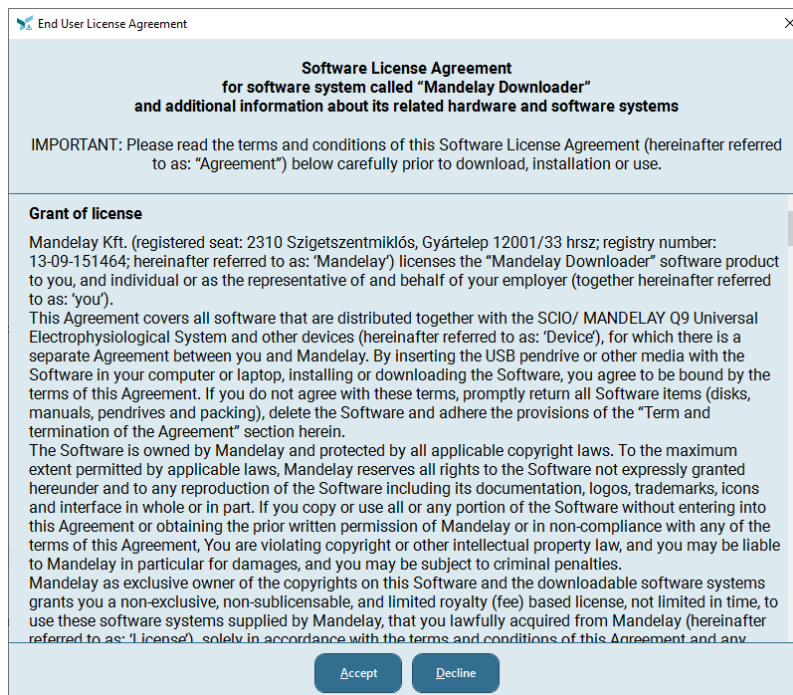 End User License Agreement
Software License Agreement
for software system called “Mandelay Downloader”
and additional information about its related hardware and software systems
IMPORTANT: Please read the terms and conditions of this Software License Agreement (hereinafter referred
to as: “Agreement”) below carefully prior to download, installation or use.
Grant of license
Mandelay Kft. (registered seat: 2310 Szigetszentmiklós, Gyártelep 12001/33 hrsz; registry number:
13-09-151464; hereinafter referred to as: ‘Mandelay’) licenses the “Mandelay Downloader” software product
to you, and individual or as the representative of and behalf of your employer (together hereinafter referred
to as: ‘you’).
This Agreement covers all software that are distributed together with the SCIO/ MANDELAY Q9 Universal
Electrophysiological System and other devices (hereinafter referred to as: ‘Device’), for which there is a
separate Agreement between you and Mandelay. By inserting the USB pendrive or other media with the
Software in your computer or laptop, installing or downloading the Software, you agree to be bound by the
terms of this Agreement. If you do not agree with these terms, promptly return all Software items (disks,
manuals, pendrives and packing), delete the Software and adhere the provisions of the “Term and
termination of the Agreement” section herein.
The Software is owned by Mandelay and protected by all applicable copyright laws. To the maximum
extent permitted by applicable laws, Mandelay reserves all rights to the Software not expressly granted
hereunder and to any reproduction of the Software including its documentation, logos, trademarks, icons
and interface in whole or in part. If you copy or use all or any portion of the Software without entering into
this Agreement or obtaining the prior written permission of Mandelay or in non-compliance with any of the
terms of this Agreement, You are violating copyright or other intellectual property law, and you may be liable
to Mandelay in particular for damages, and you may be subject to criminal penalties.
Mandelay as exclusive owner of the copyrights on this Software and the downloadable software systems
grants you a non-exclusive, non-sublicensable, and limited royalty (fee) based license, not limited in time, to
use these software systems supplied by Mandelay, that you lawfully acquired from Mandelay (hereinafter
referred to as: ‘License’), solely in accordance with the terms and conditions of this Agreement and any
Accept
Decline